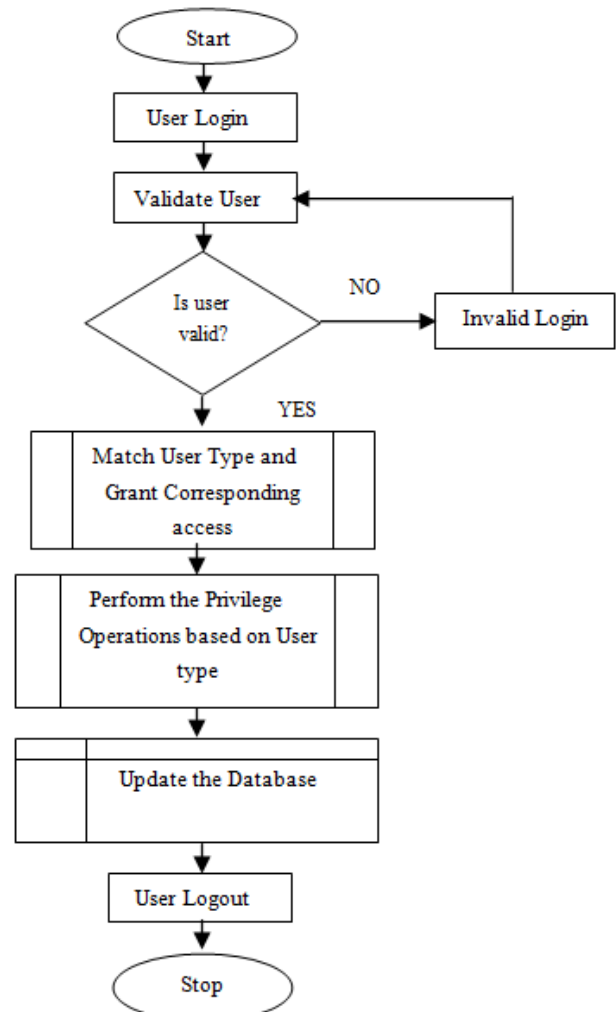 Start
User Login
Validate User
Is user
valid?
NO
Invalid Login
YES
Match User Type and
Grant Corresponding
access
Perform the Privilege
Operations based on User
type
Update the Database
User Logout
Stop